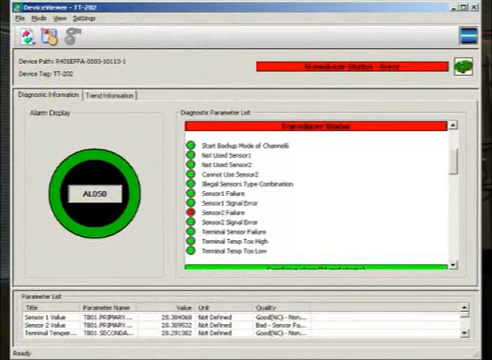 DeviceViewer - TT-202
File Mode View Settings
Device Path: R401EFFA-0103-10113-1
Transducer Status - Error
Device Tag: TT-202
Diagnostic Information Trend Information
Alarm Display
Diagnostic Parameter List
Transducer Status
Start Backup Mode of Channel6
Not Used Sensor1
Not Used Sensor2
Cannot Use Sensor2
Illegal Sensors Type Combination
Sensor1 Failure
Sensor1 Signal Error
Sensor2 Failure
Sensor2 Signal Error
Terminal Sensor Failure
Terminal Temp Too High
Terminal Temp Too Low
AL050
Parameter List
Title Parameter Name Value Unit Quality
Sensor 1 Value TB01.PRIMARY... 28.384060 Not Defined Good(NC) - Non...
Sensor 2 Value TB01.PRIMARY... 28.309532 Not Defined Bad - Sensor Fa...
Terminal Temper... TB01.SECONDA... 28.291382 Not Defined Good(NC) - Non...
Ready